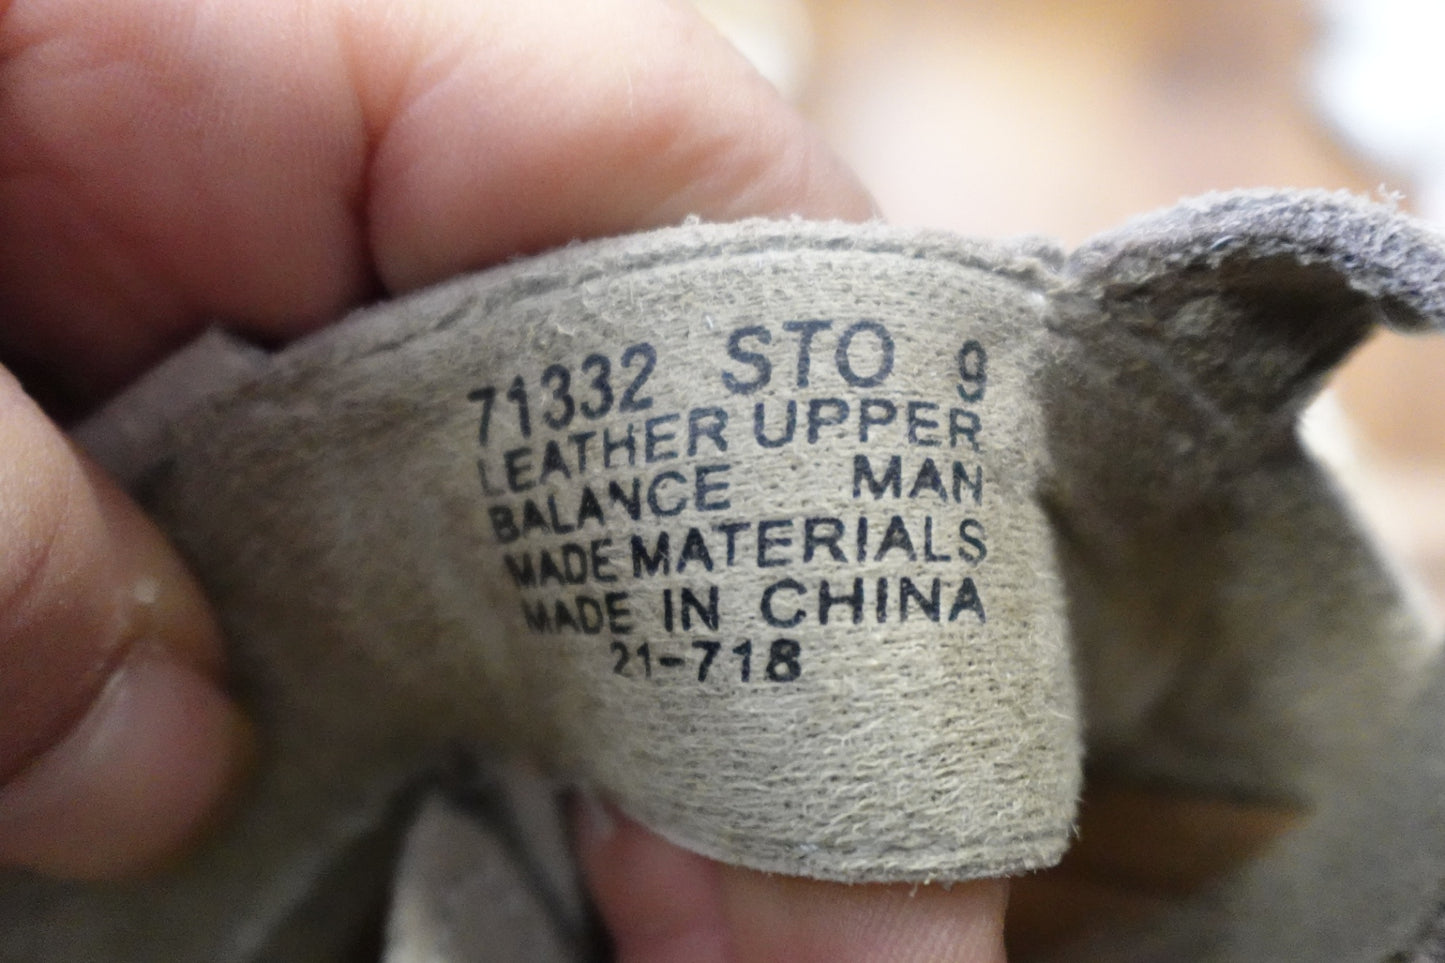 71332 STO 9
LEATHER UPPER
BALANCE MAN
MADE MATERIALS
MADE IN CHINA
21-718